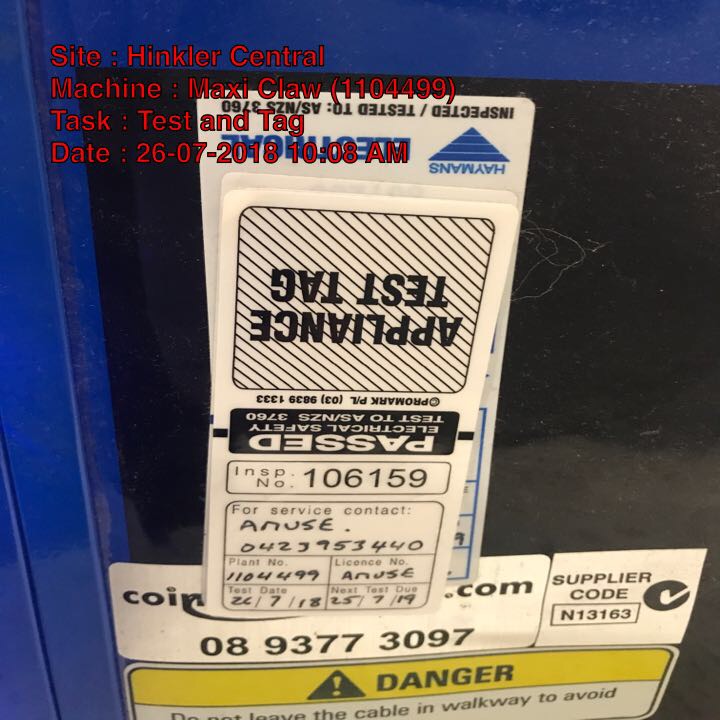 Site : Hinkler Central
Machine : Maxi Claw (1104499)
Task : Test and Tag
Date : 26-07-2018 10:08 AM
INSPECTED / TESTED TO: AS/NZS 3760
HAYMANS
ELECTRICAL
APPLIANCE
TEST TAG
©PROMARK P/L (03) 9839 1333
PASSED
ELECTRICAL SAFETY
TEST TO AS/NZS 3760
Insp. No. 106159
For service contact:
AMUSE.
0423953440
Plant No. Licence No.
1104499 AMUSE
Test Date Next Test Due
26/7/18 25/7/19
coin .com
08 9377 3097
SUPPLIER
CODE
N13163
DANGER
Do not leave the cable in walkway to avoid